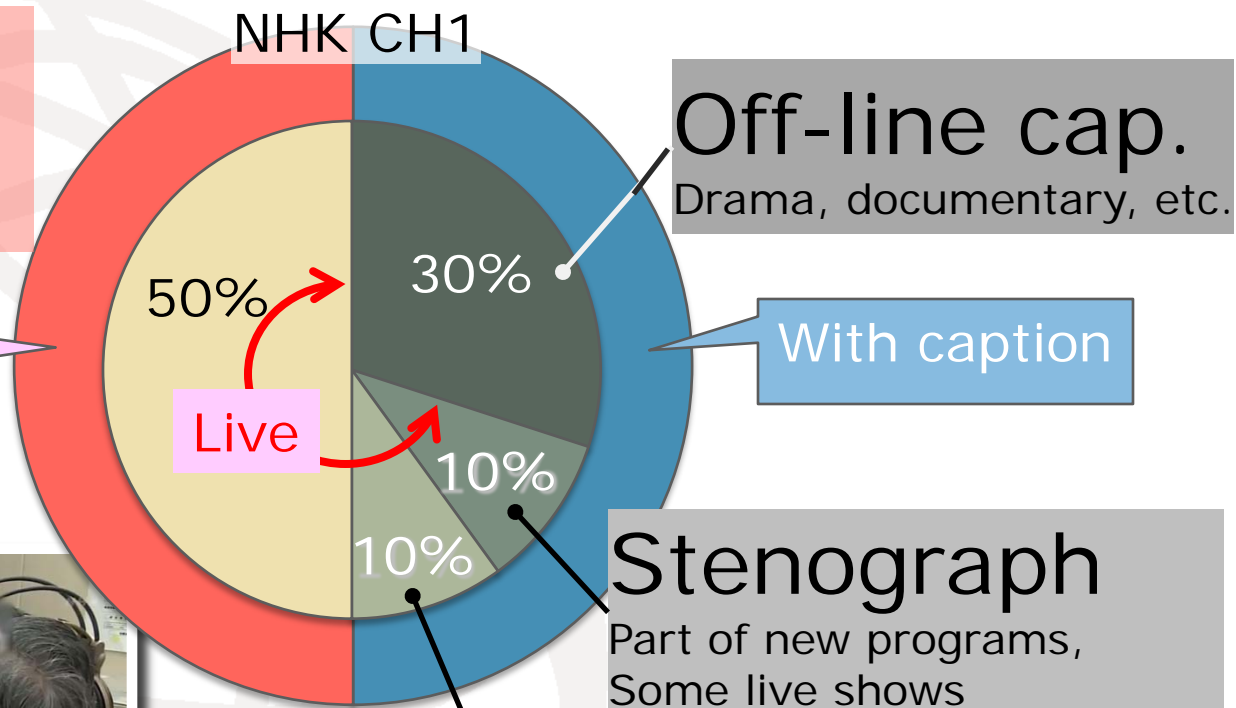 NHK CH1
Off-line cap.
Drama, documentary, etc.
50%
30%
With caption
Live
10%
10%
Stenograph
Part of new programs,
Some live shows